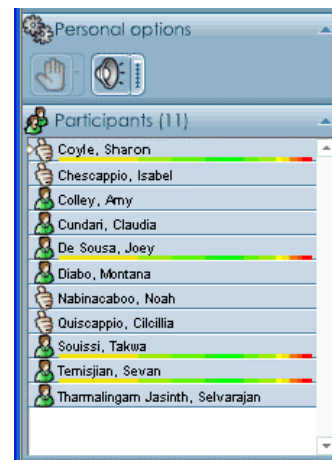 Personal options
Participants (11)
Coyle, Sharon
Chescappio, Isabel
Colley, Amy
Cundari, Claudia
De Sousa, Joey
Diabo, Montana
Nabinacaboo, Noah
Quiscappio, Cilcillia
Souissi, Takwa
Temisjian, Sevan
Tharmalingam Jasinth, Selvarajan